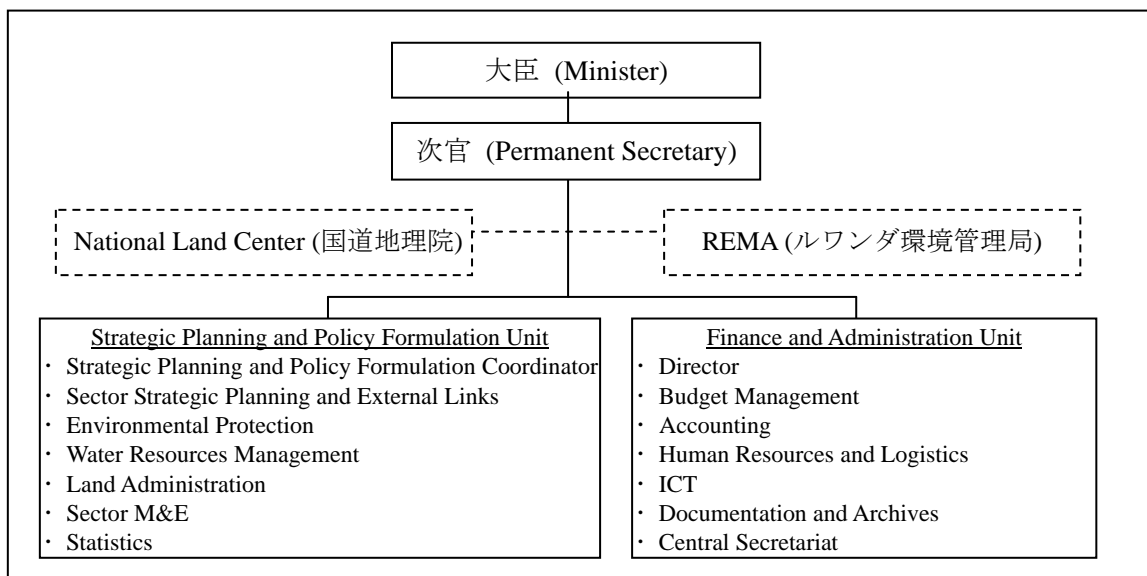 大臣 (Minister)
次官 (Permanent Secretary)
National Land Center (国道地理院)
REMA (ルワンダ環境管理局)
Strategic Planning and Policy Formulation Unit
・ Strategic Planning and Policy Formulation Coordinator
・ Sector Strategic Planning and External Links
・ Environmental Protection
・ Water Resources Management
・ Land Administration
・ Sector M&E
・ Statistics
Finance and Administration Unit
・ Director
・ Budget Management
・ Accounting
・ Human Resources and Logistics
・ ICT
・ Documentation and Archives
・ Central Secretariat